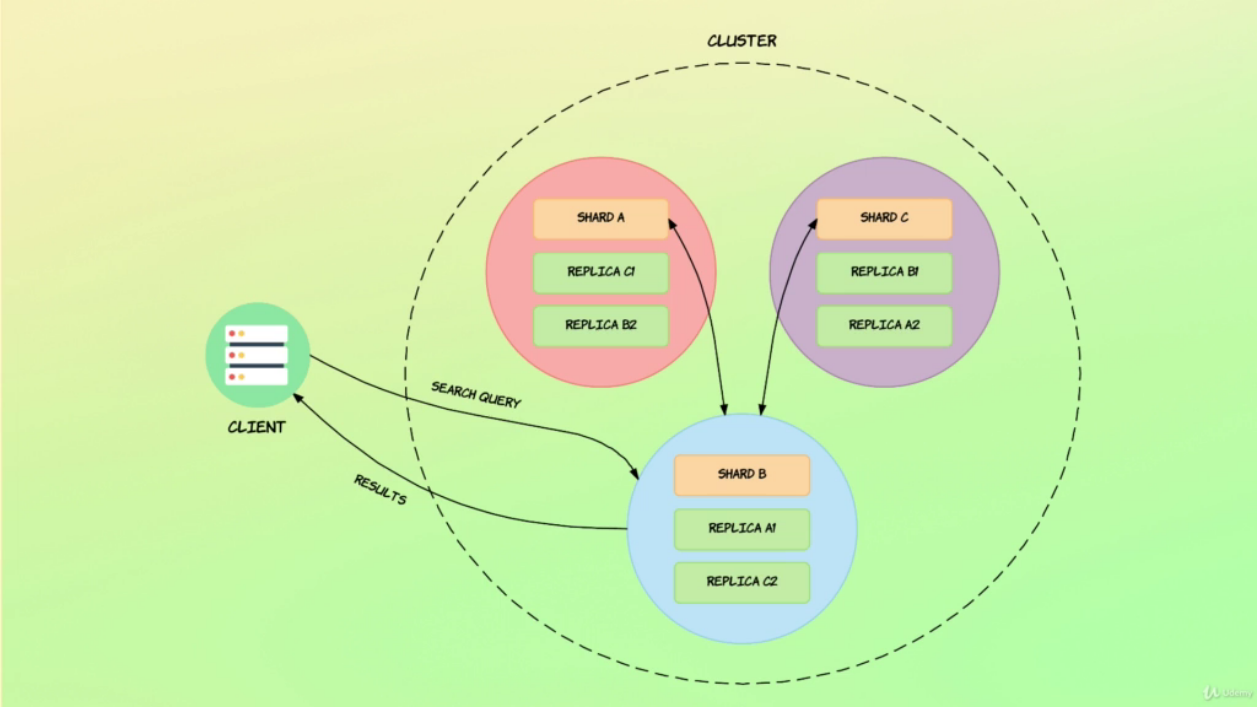 CLUSTER
SHARD A
REPLICA C1
REPLICA B2
SHARD C
REPLICA B1
REPLICA A2
CLIENT
SEARCH QUERY
RESULTS
SHARD B
REPLICA A1
REPLICA C2
Udemy